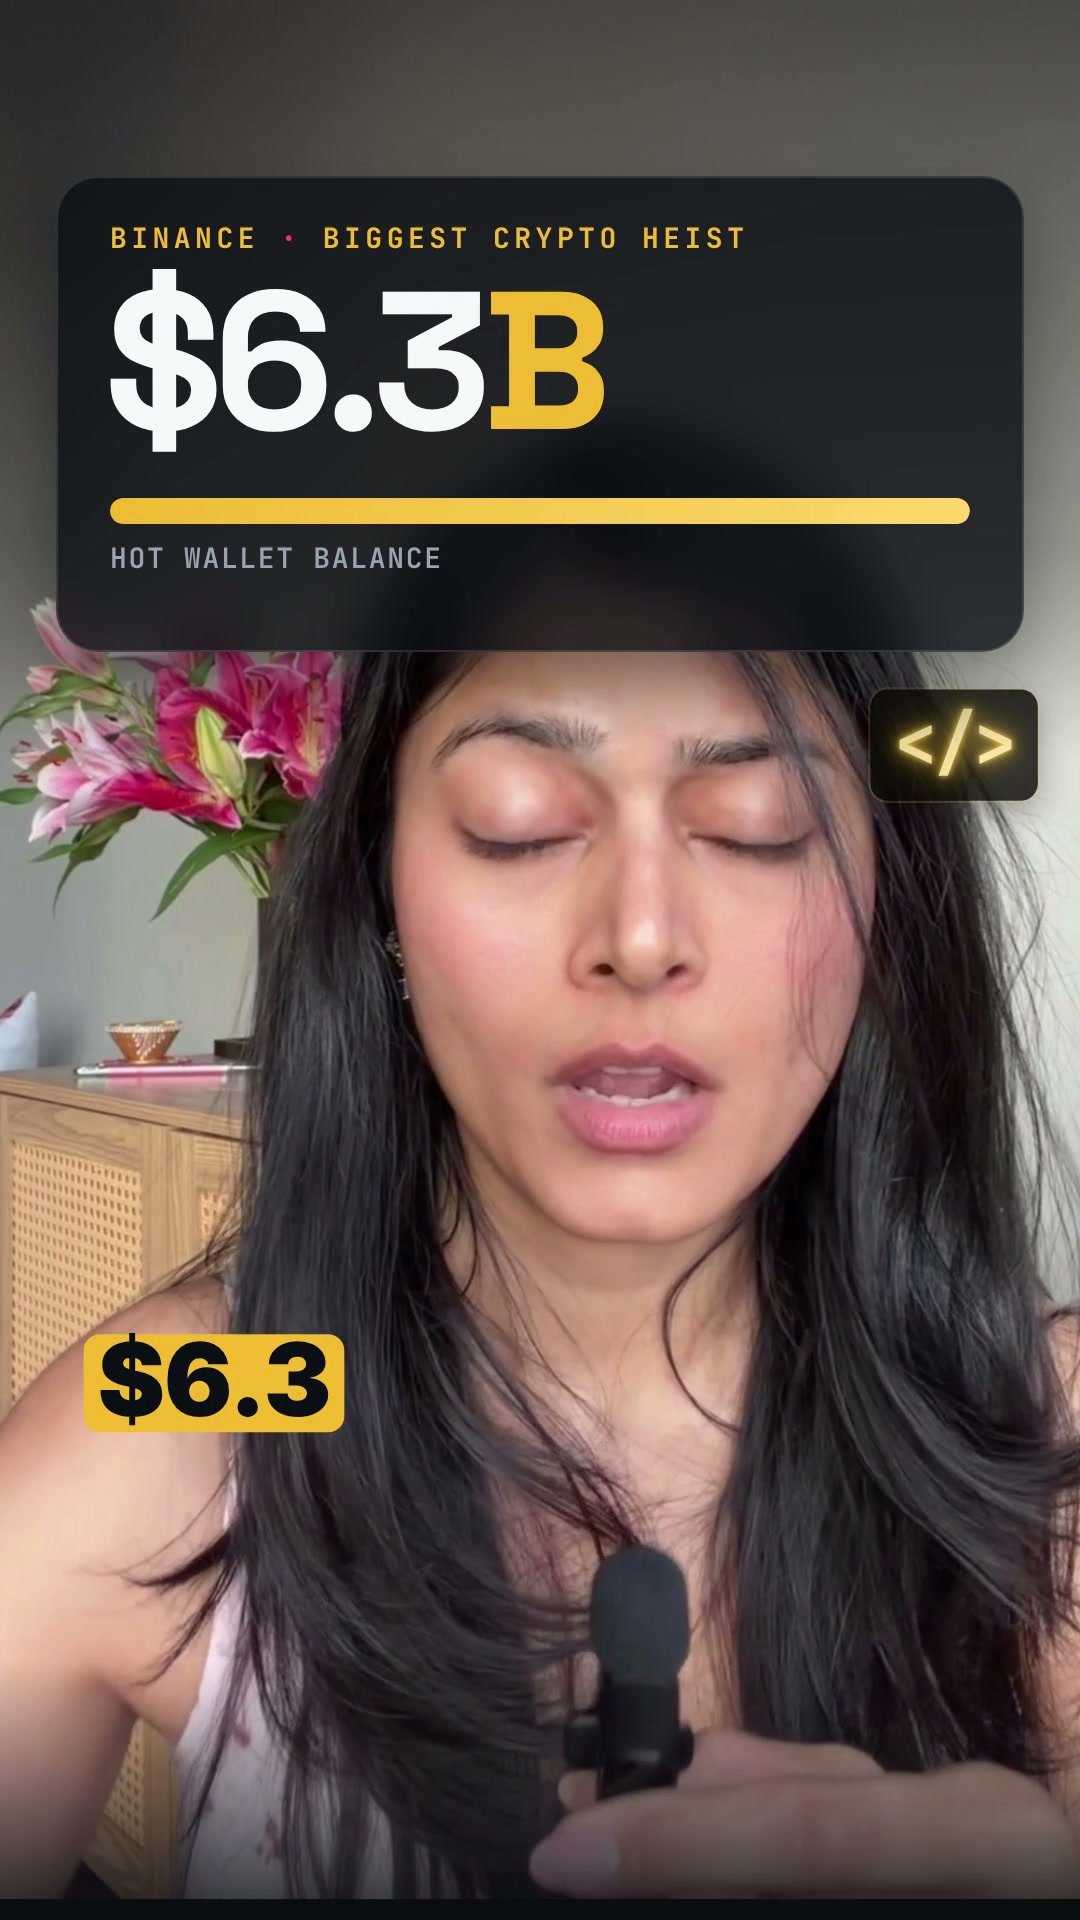 BINANCE · BIGGEST CRYPTO HEIST
$6.3B
HOT WALLET BALANCE
</>
$6.3